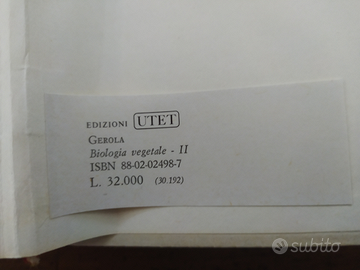 EDIZIONI UTET
GEROLA
Biologia vegetale - II
ISBN 88-02-02498-7
L. 32.000 (30.192)
subito